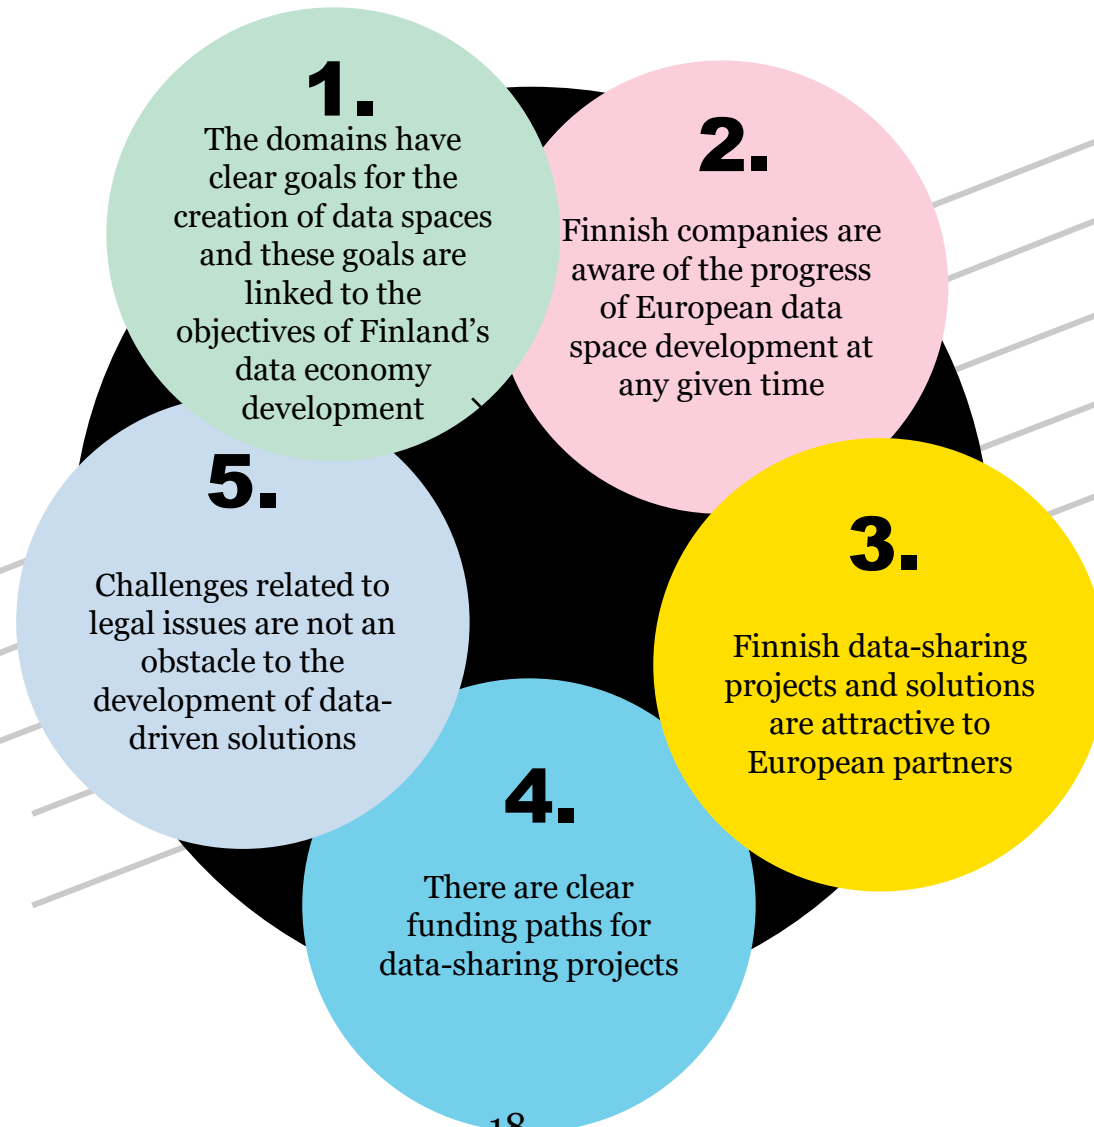 1.
The domains have
clear goals for the
creation of data spaces
and these goals are
linked to the
objectives of Finland’s
data economy
development
2.
Finnish companies are
aware of the progress
of European data
space development at
any given time
3.
Finnish data-sharing
projects and solutions
are attractive to
European partners
4.
There are clear
funding paths for
data-sharing projects
5.
Challenges related to
legal issues are not an
obstacle to the
development of data-
driven solutions
18